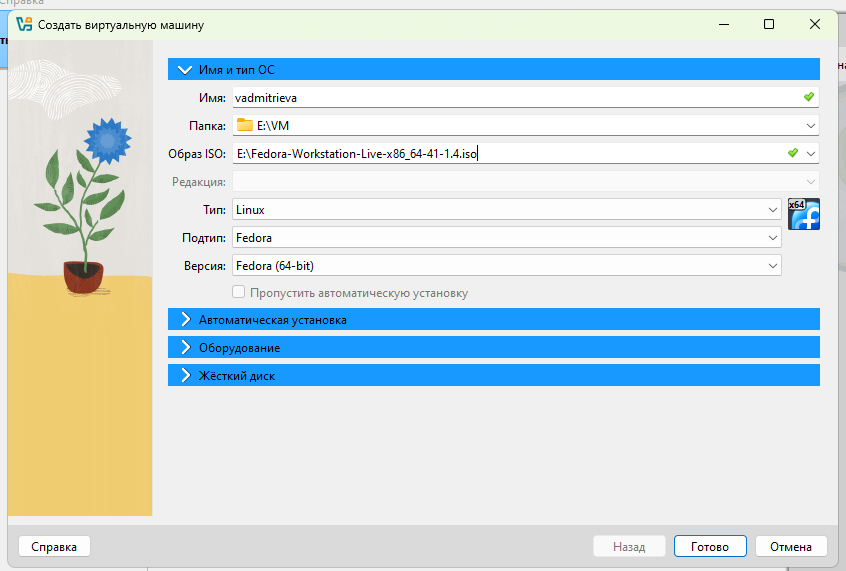 Справка
Создать виртуальную машину
Имя и тип ОС
Имя: vadmitrieva
Папка: E:\VM
Образ ISO: E:\Fedora-Workstation-Live-x86_64-41-1.4.iso
Редакция:
Тип: Linux
x64
Подтип: Fedora
Версия: Fedora (64-bit)
Пропустить автоматическую установку
Автоматическая установка
Оборудование
Жёсткий диск
Справка Назад Готово Отмена